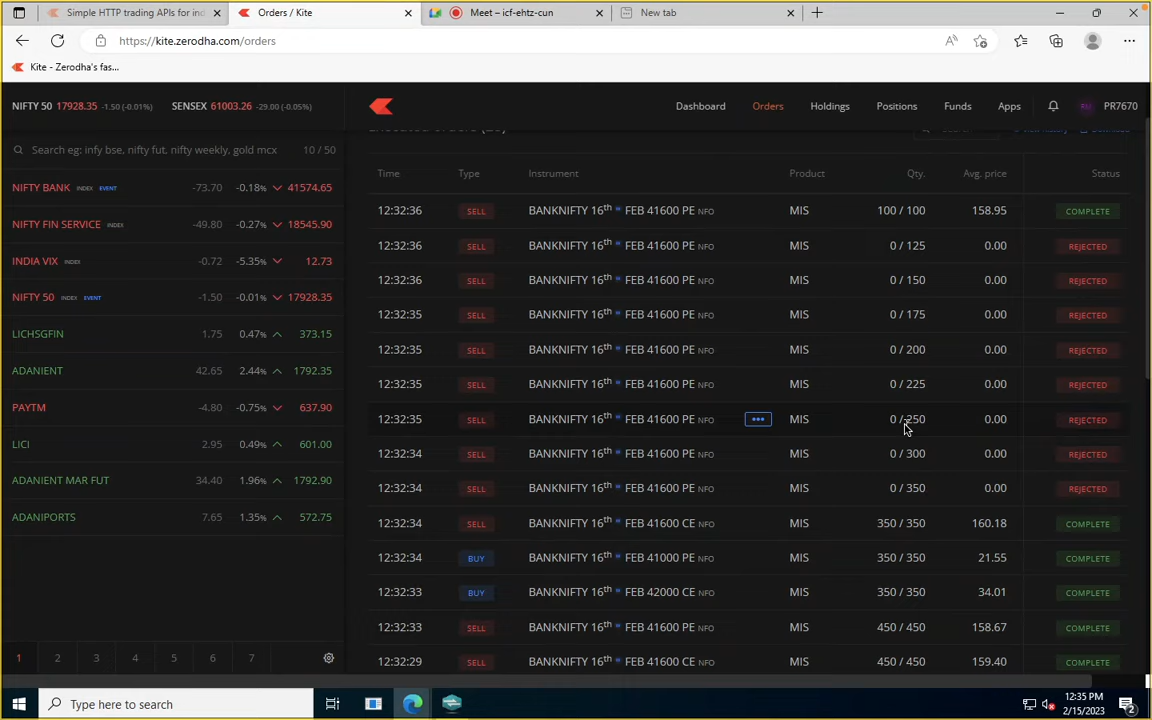 Simple HTTP trading APIs for ind
Orders / Kite
Meet – icf-ehtz-cun
New tab
https://kite.zerodha.com/orders
Kite - Zerodha's fas...
NIFTY 50 17928.35 -1.50 (-0.01%) SENSEX 61003.26 -29.00 (-0.05%)
Dashboard Orders Holdings Positions Funds Apps PR7670
Search eg: infy bse, nifty fut, nifty weekly, gold mcx 10 / 50
NIFTY BANK INDEX EVENT -73.70 -0.18% 41574.65
NIFTY FIN SERVICE INDEX -49.80 -0.27% 18545.90
INDIA VIX INDEX -0.72 -5.35% 12.73
NIFTY 50 INDEX EVENT -1.50 -0.01% 17928.35
LICHSGFIN 1.75 0.47% 373.15
ADANIENT 42.65 2.44% 1792.35
PAYTM -4.80 -0.75% 637.90
LICI 2.95 0.49% 601.00
ADANIENT MAR FUT 34.40 1.96% 1792.90
ADANIPORTS 7.65 1.35% 572.75
1 2 3 4 5 6 7
Time Type Instrument Product Qty. Avg. price Status
12:32:36 SELL BANKNIFTY 16th w FEB 41600 PE NFO MIS 100 / 100 158.95 COMPLETE
12:32:36 SELL BANKNIFTY 16th w FEB 41600 PE NFO MIS 0 / 125 0.00 REJECTED
12:32:36 SELL BANKNIFTY 16th w FEB 41600 PE NFO MIS 0 / 150 0.00 REJECTED
12:32:35 SELL BANKNIFTY 16th w FEB 41600 PE NFO MIS 0 / 175 0.00 REJECTED
12:32:35 SELL BANKNIFTY 16th w FEB 41600 PE NFO MIS 0 / 200 0.00 REJECTED
12:32:35 SELL BANKNIFTY 16th w FEB 41600 PE NFO MIS 0 / 225 0.00 REJECTED
12:32:35 SELL BANKNIFTY 16th w FEB 41600 PE NFO ••• MIS 0 / 250 0.00 REJECTED
12:32:34 SELL BANKNIFTY 16th w FEB 41600 PE NFO MIS 0 / 300 0.00 REJECTED
12:32:34 SELL BANKNIFTY 16th w FEB 41600 PE NFO MIS 0 / 350 0.00 REJECTED
12:32:34 SELL BANKNIFTY 16th w FEB 41600 CE NFO MIS 350 / 350 160.18 COMPLETE
12:32:34 BUY BANKNIFTY 16th w FEB 41000 PE NFO MIS 350 / 350 21.55 COMPLETE
12:32:33 BUY BANKNIFTY 16th w FEB 42000 CE NFO MIS 350 / 350 34.01 COMPLETE
12:32:33 SELL BANKNIFTY 16th w FEB 41600 PE NFO MIS 450 / 450 158.67 COMPLETE
12:32:29 SELL BANKNIFTY 16th w FEB 41600 CE NFO MIS 450 / 450 159.40 COMPLETE
Type here to search
12:35 PM
2/15/2023
2